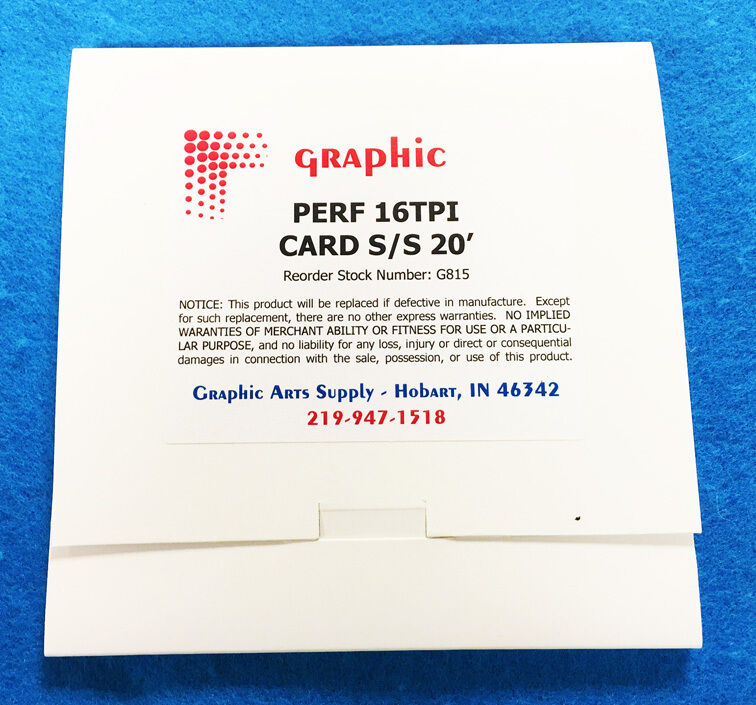 GRAphic
PERF 16TPI
CARD S/S 20’
Reorder Stock Number: G815
NOTICE: This product will be replaced if defective in manufacture. Except
for such replacement, there are no other express warranties. NO IMPLIED
WARANTIES OF MERCHANT ABILITY OR FITNESS FOR USE OR A PARTICU-
LAR PURPOSE, and no liability for any loss, injury or direct or consequential
damages in connection with the sale, possession, or use of this product.
Graphic Arts Supply - Hobart, IN 46342
219-947-1518